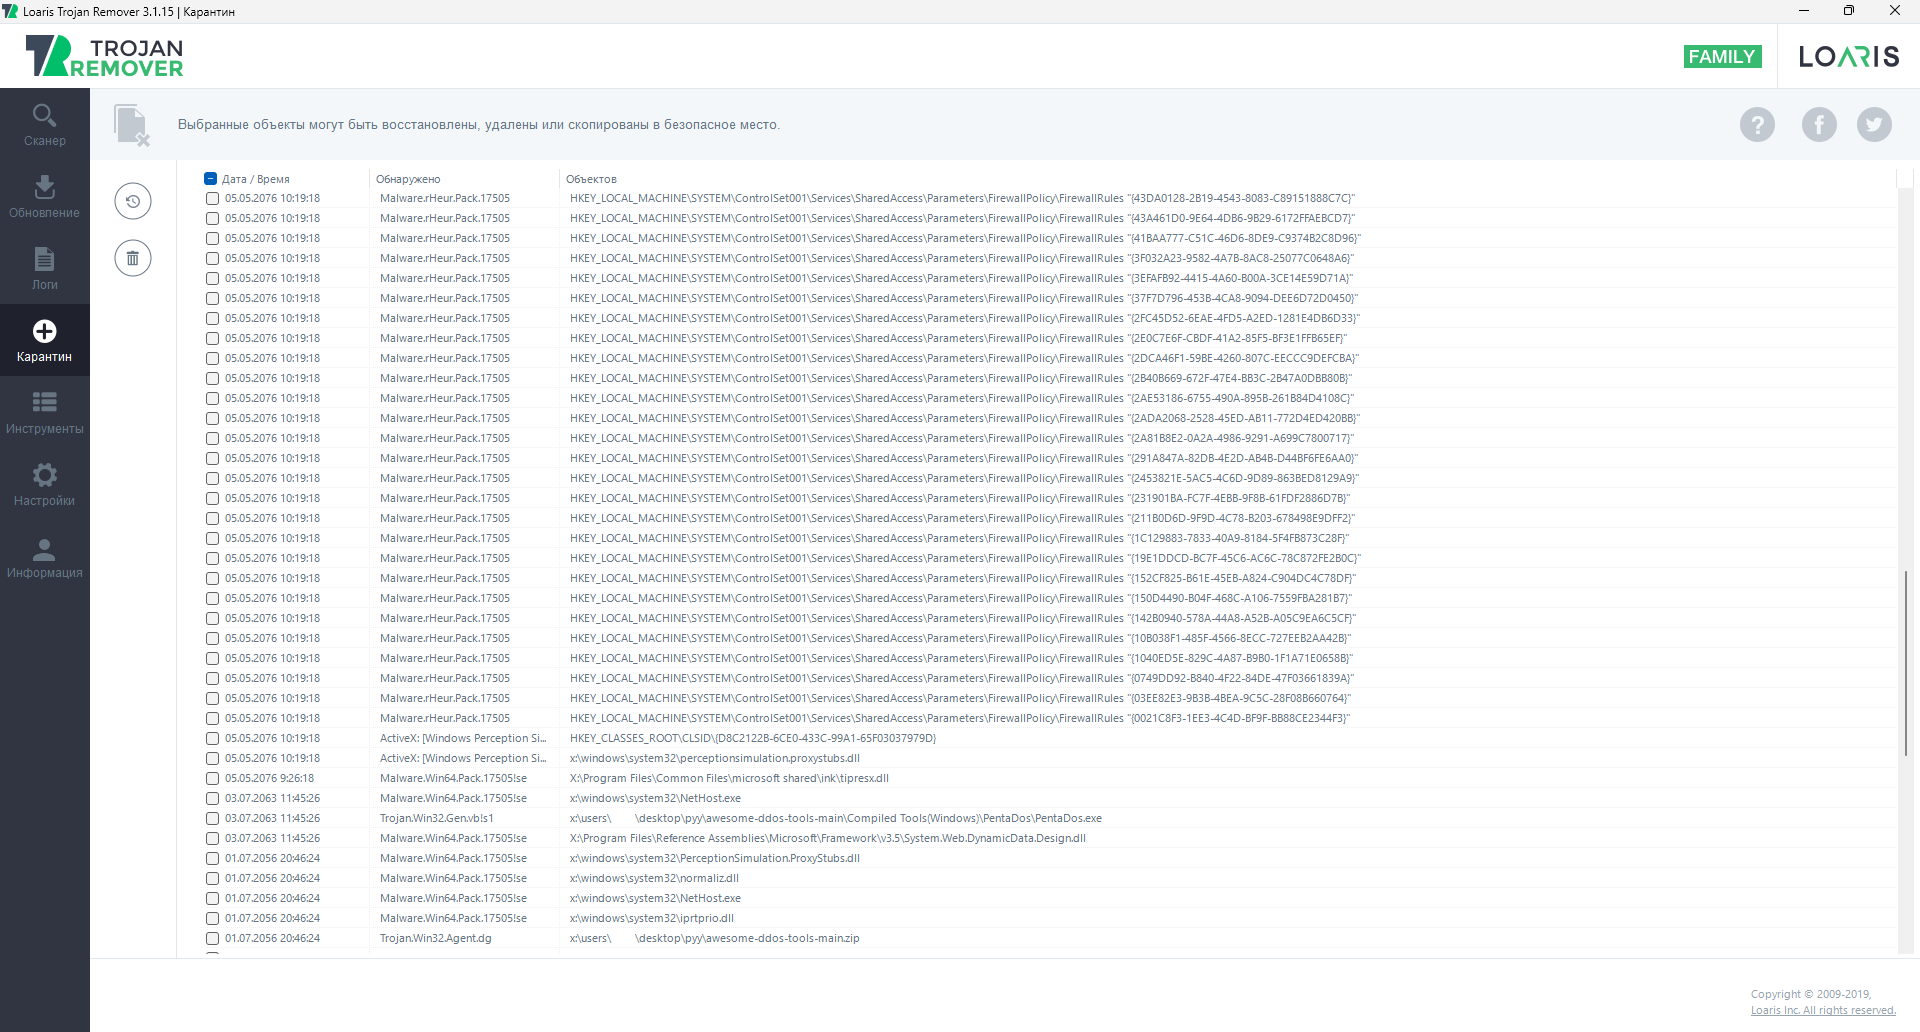 Loaris Trojan Remover 3.1.15 | Карантин
TROJAN
REMOVER
FAMILY
LOARIS
Сканер
Обновление
Логи
Карантин
Инструменты
Настройки
Информация
Выбранные объекты могут быть восстановлены, удалены или скопированы в безопасное место.
Дата / Время Обнаружено Объектов
05.05.2076 10:19:18 Malware.rHeur.Pack.17505 HKEY_LOCAL_MACHINE\SYSTEM\ControlSet001\Services\SharedAccess\Parameters\FirewallPolicy\FirewallRules "{43DA0128-2B19-4543-8083-C89151888C7C}"
05.05.2076 10:19:18 Malware.rHeur.Pack.17505 HKEY_LOCAL_MACHINE\SYSTEM\ControlSet001\Services\SharedAccess\Parameters\FirewallPolicy\FirewallRules "{43A461D0-9E64-4DB6-9B29-6172FFAEBCD7}"
05.05.2076 10:19:18 Malware.rHeur.Pack.17505 HKEY_LOCAL_MACHINE\SYSTEM\ControlSet001\Services\SharedAccess\Parameters\FirewallPolicy\FirewallRules "{41BAA777-C51C-46D6-8DE9-C9374B2C8D96}"
05.05.2076 10:19:18 Malware.rHeur.Pack.17505 HKEY_LOCAL_MACHINE\SYSTEM\ControlSet001\Services\SharedAccess\Parameters\FirewallPolicy\FirewallRules "{3F032A23-9582-4A7B-8AC8-25077C0648A6}"
05.05.2076 10:19:18 Malware.rHeur.Pack.17505 HKEY_LOCAL_MACHINE\SYSTEM\ControlSet001\Services\SharedAccess\Parameters\FirewallPolicy\FirewallRules "{3EFAFB92-4415-4A60-B00A-3CE14E59D71A}"
05.05.2076 10:19:18 Malware.rHeur.Pack.17505 HKEY_LOCAL_MACHINE\SYSTEM\ControlSet001\Services\SharedAccess\Parameters\FirewallPolicy\FirewallRules "{37F7D796-453B-4CA8-9094-DEE6D72D0450}"
05.05.2076 10:19:18 Malware.rHeur.Pack.17505 HKEY_LOCAL_MACHINE\SYSTEM\ControlSet001\Services\SharedAccess\Parameters\FirewallPolicy\FirewallRules "{2FC45D52-6EAE-4FD5-A2ED-1281E4DB6D33}"
05.05.2076 10:19:18 Malware.rHeur.Pack.17505 HKEY_LOCAL_MACHINE\SYSTEM\ControlSet001\Services\SharedAccess\Parameters\FirewallPolicy\FirewallRules "{2E0C7E6F-CBDF-41A2-85F5-BF3E1FFB65EF}"
05.05.2076 10:19:18 Malware.rHeur.Pack.17505 HKEY_LOCAL_MACHINE\SYSTEM\ControlSet001\Services\SharedAccess\Parameters\FirewallPolicy\FirewallRules "{2DCA46F1-59BE-4260-807C-EECCC9DEFCBA}"
05.05.2076 10:19:18 Malware.rHeur.Pack.17505 HKEY_LOCAL_MACHINE\SYSTEM\ControlSet001\Services\SharedAccess\Parameters\FirewallPolicy\FirewallRules "{2B40B669-672F-47E4-BB3C-2B47A0DBB80B}"
05.05.2076 10:19:18 Malware.rHeur.Pack.17505 HKEY_LOCAL_MACHINE\SYSTEM\ControlSet001\Services\SharedAccess\Parameters\FirewallPolicy\FirewallRules "{2AE53186-6755-490A-895B-261B84D4108C}"
05.05.2076 10:19:18 Malware.rHeur.Pack.17505 HKEY_LOCAL_MACHINE\SYSTEM\ControlSet001\Services\SharedAccess\Parameters\FirewallPolicy\FirewallRules "{2ADA2068-2528-45ED-AB11-772D4ED420BB}"
05.05.2076 10:19:18 Malware.rHeur.Pack.17505 HKEY_LOCAL_MACHINE\SYSTEM\ControlSet001\Services\SharedAccess\Parameters\FirewallPolicy\FirewallRules "{2A81B8E2-0A2A-4986-9291-A699C7800717}"
05.05.2076 10:19:18 Malware.rHeur.Pack.17505 HKEY_LOCAL_MACHINE\SYSTEM\ControlSet001\Services\SharedAccess\Parameters\FirewallPolicy\FirewallRules "{291A847A-82DB-4E2D-AB4B-D44BF6FE6AA0}"
05.05.2076 10:19:18 Malware.rHeur.Pack.17505 HKEY_LOCAL_MACHINE\SYSTEM\ControlSet001\Services\SharedAccess\Parameters\FirewallPolicy\FirewallRules "{2453821E-5AC5-4C6D-9D89-863BED8129A9}"
05.05.2076 10:19:18 Malware.rHeur.Pack.17505 HKEY_LOCAL_MACHINE\SYSTEM\ControlSet001\Services\SharedAccess\Parameters\FirewallPolicy\FirewallRules "{231901BA-FC7F-4EBB-9F8B-61FDF2886D7B}"
05.05.2076 10:19:18 Malware.rHeur.Pack.17505 HKEY_LOCAL_MACHINE\SYSTEM\ControlSet001\Services\SharedAccess\Parameters\FirewallPolicy\FirewallRules "{211B0D6D-9F9D-4C78-B203-678498E9DFF2}"
05.05.2076 10:19:18 Malware.rHeur.Pack.17505 HKEY_LOCAL_MACHINE\SYSTEM\ControlSet001\Services\SharedAccess\Parameters\FirewallPolicy\FirewallRules "{1C129883-7833-40A9-8184-5F4FB873C28F}"
05.05.2076 10:19:18 Malware.rHeur.Pack.17505 HKEY_LOCAL_MACHINE\SYSTEM\ControlSet001\Services\SharedAccess\Parameters\FirewallPolicy\FirewallRules "{19E1DDCD-BC7F-45C6-AC6C-78C872FE2B0C}"
05.05.2076 10:19:18 Malware.rHeur.Pack.17505 HKEY_LOCAL_MACHINE\SYSTEM\ControlSet001\Services\SharedAccess\Parameters\FirewallPolicy\FirewallRules "{152CF825-B61E-45EB-A824-C904DC4C78DF}"
05.05.2076 10:19:18 Malware.rHeur.Pack.17505 HKEY_LOCAL_MACHINE\SYSTEM\ControlSet001\Services\SharedAccess\Parameters\FirewallPolicy\FirewallRules "{150D4490-B04F-468C-A106-7559FBA281B7}"
05.05.2076 10:19:18 Malware.rHeur.Pack.17505 HKEY_LOCAL_MACHINE\SYSTEM\ControlSet001\Services\SharedAccess\Parameters\FirewallPolicy\FirewallRules "{142B0940-578A-44A8-A52B-A05C9EA6C5CF}"
05.05.2076 10:19:18 Malware.rHeur.Pack.17505 HKEY_LOCAL_MACHINE\SYSTEM\ControlSet001\Services\SharedAccess\Parameters\FirewallPolicy\FirewallRules "{10B038F1-485F-4566-8ECC-727EEB2AA42B}"
05.05.2076 10:19:18 Malware.rHeur.Pack.17505 HKEY_LOCAL_MACHINE\SYSTEM\ControlSet001\Services\SharedAccess\Parameters\FirewallPolicy\FirewallRules "{1040ED5E-829C-4A87-B9B0-1F1A71E0658B}"
05.05.2076 10:19:18 Malware.rHeur.Pack.17505 HKEY_LOCAL_MACHINE\SYSTEM\ControlSet001\Services\SharedAccess\Parameters\FirewallPolicy\FirewallRules "{0749DD92-B840-4F22-84DE-47F03661839A}"
05.05.2076 10:19:18 Malware.rHeur.Pack.17505 HKEY_LOCAL_MACHINE\SYSTEM\ControlSet001\Services\SharedAccess\Parameters\FirewallPolicy\FirewallRules "{03EE82E3-9B3B-4BEA-9C5C-28F08B660764}"
05.05.2076 10:19:18 Malware.rHeur.Pack.17505 HKEY_LOCAL_MACHINE\SYSTEM\ControlSet001\Services\SharedAccess\Parameters\FirewallPolicy\FirewallRules "{0021C8F3-1EE3-4C4D-BF9F-BB88CE2344F3}"
05.05.2076 10:19:18 ActiveX: [Windows Perception Si... HKEY_CLASSES_ROOT\CLSID\{D8C2122B-6CE0-433C-99A1-65F03037979D}
05.05.2076 10:19:18 ActiveX: [Windows Perception Si... x:\windows\system32\perceptionsimulation.proxystubs.dll
05.05.2076 9:26:18 Malware.Win64.Pack.17505!se X:\Program Files\Common Files\microsoft shared\ink\tipresx.dll
03.07.2063 11:45:26 Malware.Win64.Pack.17505!se x:\windows\system32\NetHost.exe
03.07.2063 11:45:26 Trojan.Win32.Gen.vb!s1 x:\users\ \desktop\pyy\awesome-ddos-tools-main\Compiled Tools(Windows)\PentaDos\PentaDos.exe
03.07.2063 11:45:26 Malware.Win64.Pack.17505!se X:\Program Files\Reference Assemblies\Microsoft\Framework\v3.5\System.Web.DynamicData.Design.dll
01.07.2056 20:46:24 Malware.Win64.Pack.17505!se x:\windows\system32\PerceptionSimulation.ProxyStubs.dll
01.07.2056 20:46:24 Malware.Win64.Pack.17505!se x:\windows\system32\normaliz.dll
01.07.2056 20:46:24 Malware.Win64.Pack.17505!se x:\windows\system32\NetHost.exe
01.07.2056 20:46:24 Malware.Win64.Pack.17505!se x:\windows\system32\iprtprio.dll
01.07.2056 20:46:24 Trojan.Win32.Agent.dg x:\users\ \desktop\pyy\awesome-ddos-tools-main.zip
Copyright © 2009-2019,
Loaris Inc. All rights reserved.